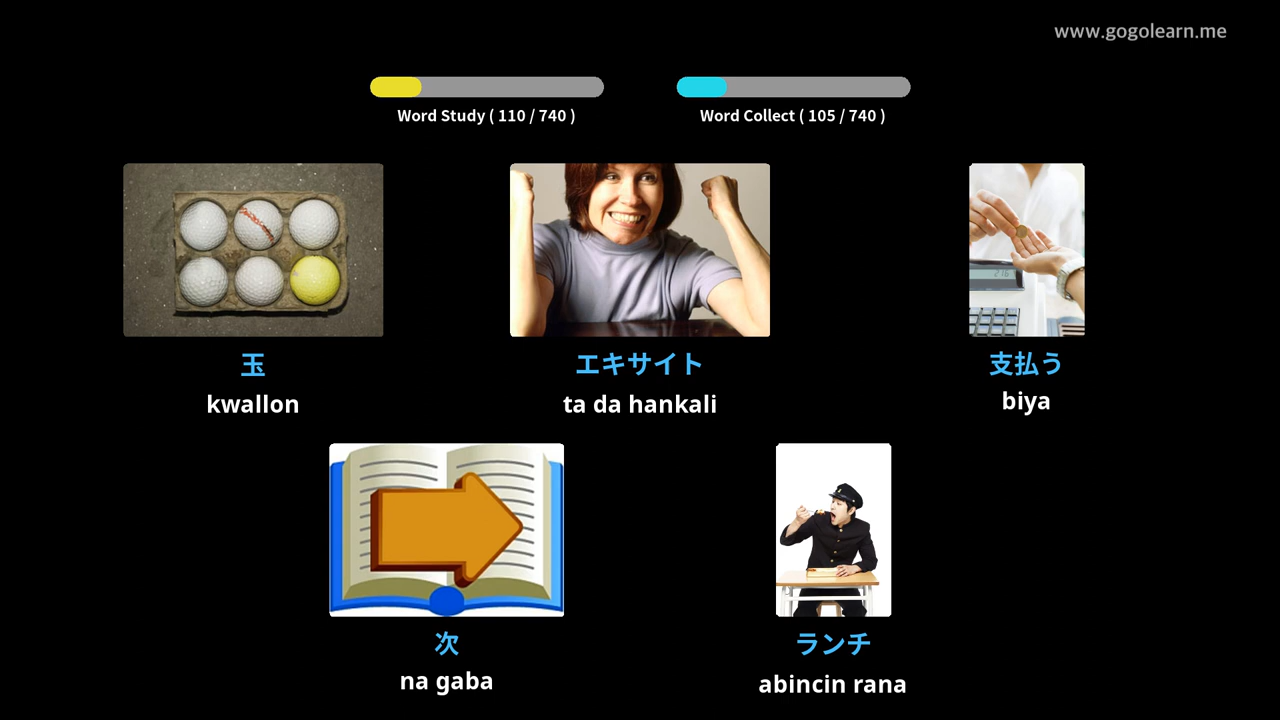 www.gogolearn.me
Word Study ( 110 / 740 )
Word Collect ( 105 / 740 )
玉
kwallon
エキサイト
ta da hankali
支払う
biya
次
na gaba
ランチ
abincin rana